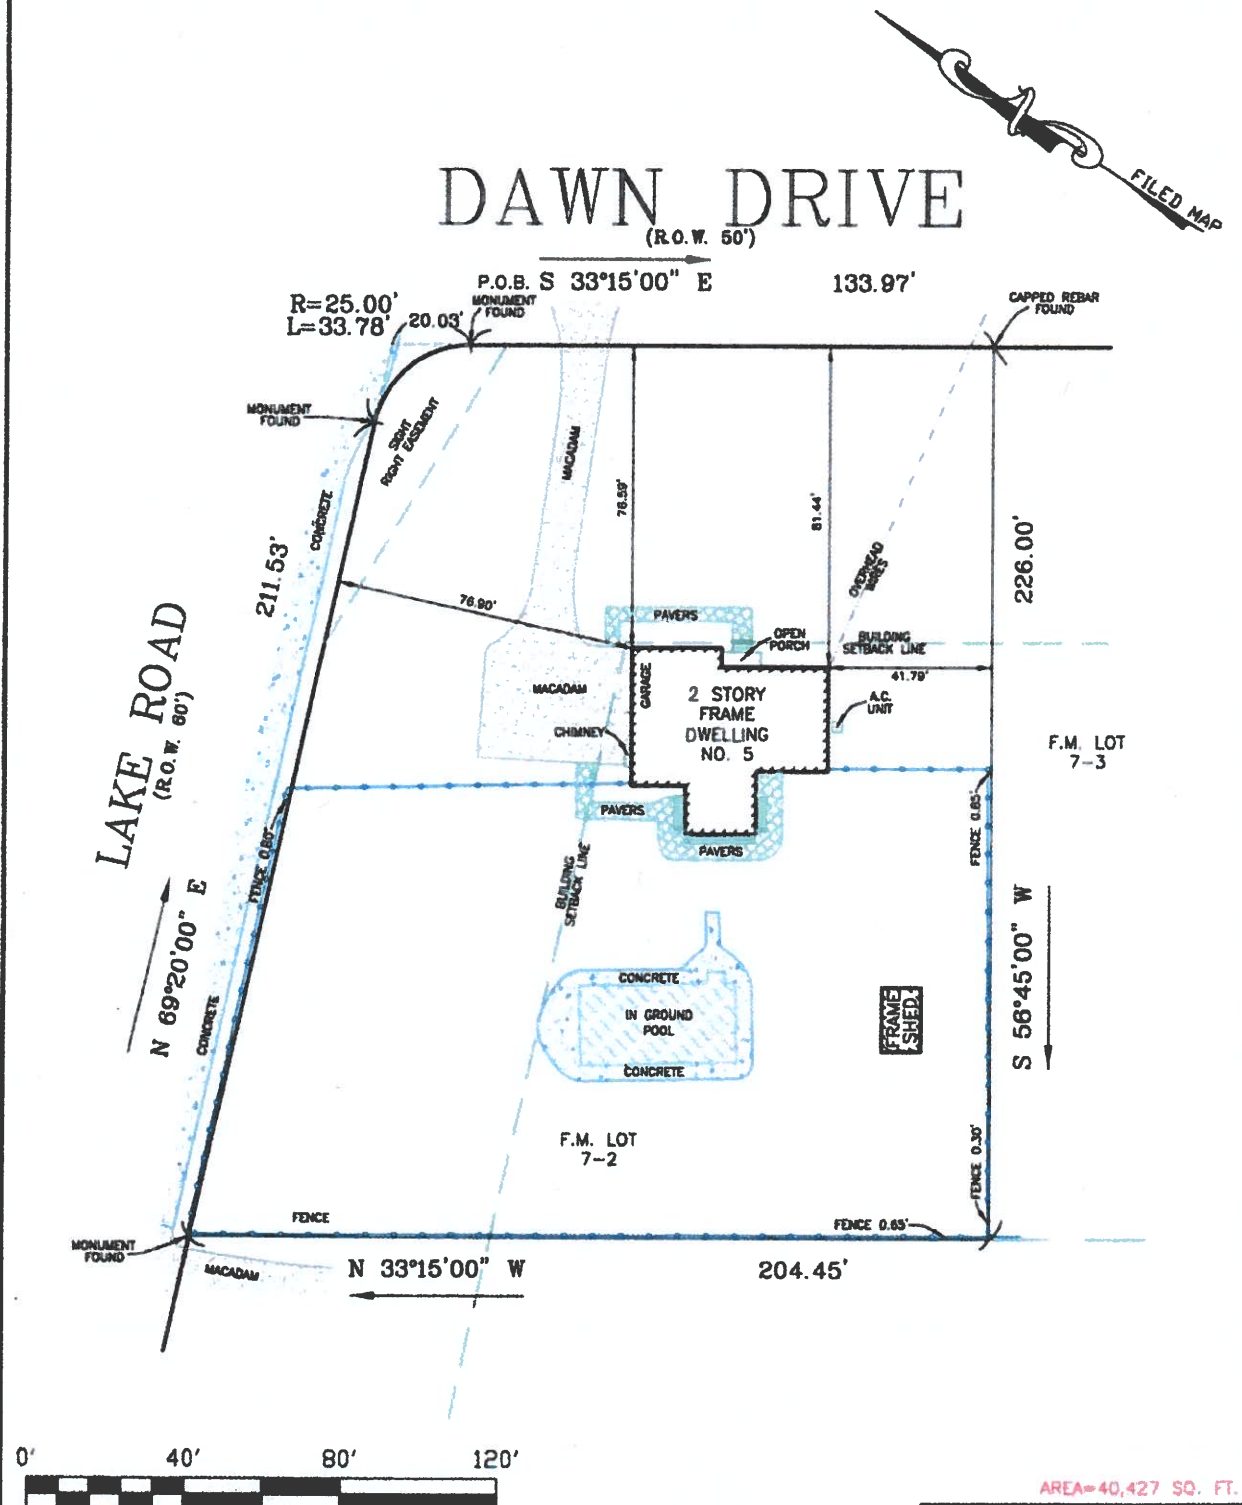 FILED MAP
DAWN DRIVE
(R.O.W. 50')
P.O.B. S 33°15'00" E 133.97'
R=25.00'
L=33.78'
20.03'
MONUMENT
FOUND
CAPPED REBAR
FOUND
MONUMENT
FOUND
SIGHT
RIGHT EASEMENT
MACADAM
CONCRETE
76.59'
81.44'
OVERHEAD
WIRES
226.00'
211.53'
76.90'
PAVERS
OPEN
PORCH
BUILDING
SETBACK LINE
41.79'
LAKE ROAD
(R.O.W. 60')
MACADAM
GARAGE
2 STORY
FRAME
DWELLING
NO. 5
A.C.
UNIT
CHIMNEY
F.M. LOT
7-3
PAVERS
PAVERS
FENCE 0.60'
FENCE 0.65'
BUILDING
SETBACK LINE
N 69°20'00" E
S 56°45'00" W
CONCRETE
CONCRETE
IN GROUND
POOL
CONCRETE
FRAME
SHED
F.M. LOT
7-2
FENCE 0.30'
FENCE
FENCE 0.65'
MONUMENT
FOUND
MACADAM
N 33°15'00" W
204.45'
0' 40' 80' 120'
AREA=40,427 SQ. FT.